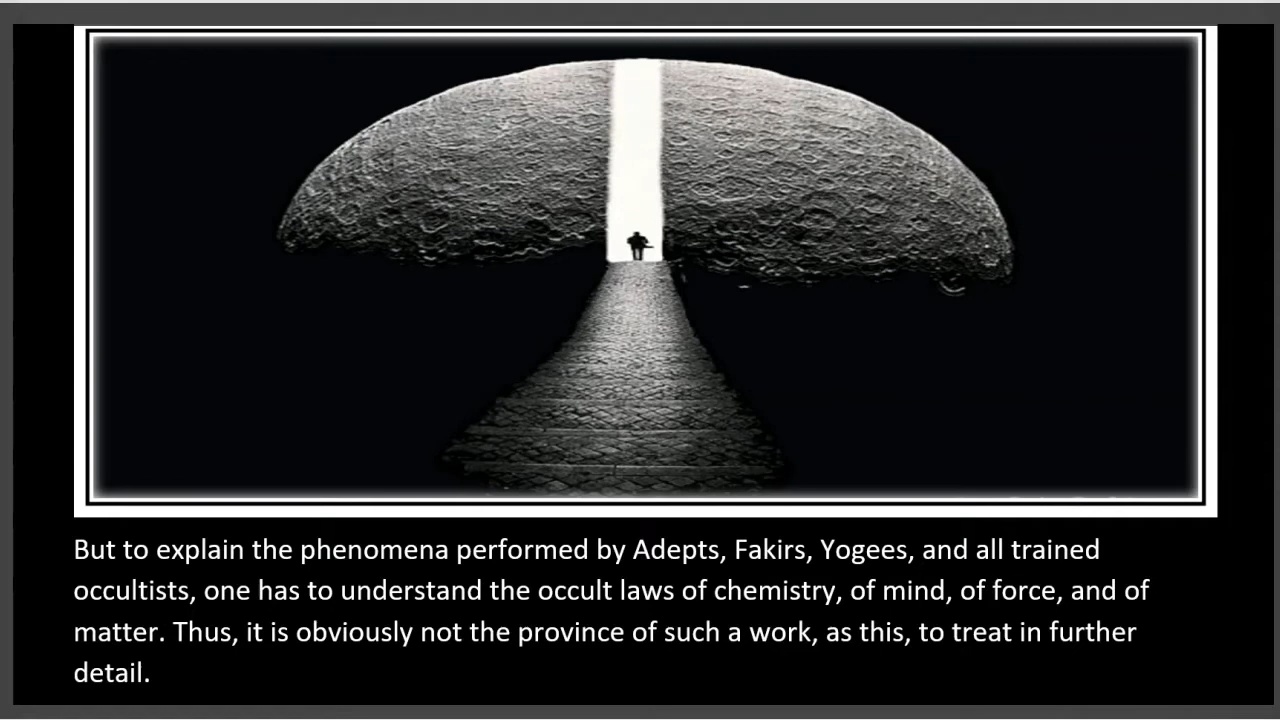 But to explain the phenomena performed by Adepts, Fakirs, Yogees, and all trained
occultists, one has to understand the occult laws of chemistry, of mind, of force, and of
matter. Thus, it is obviously not the province of such a work, as this, to treat in further
detail.